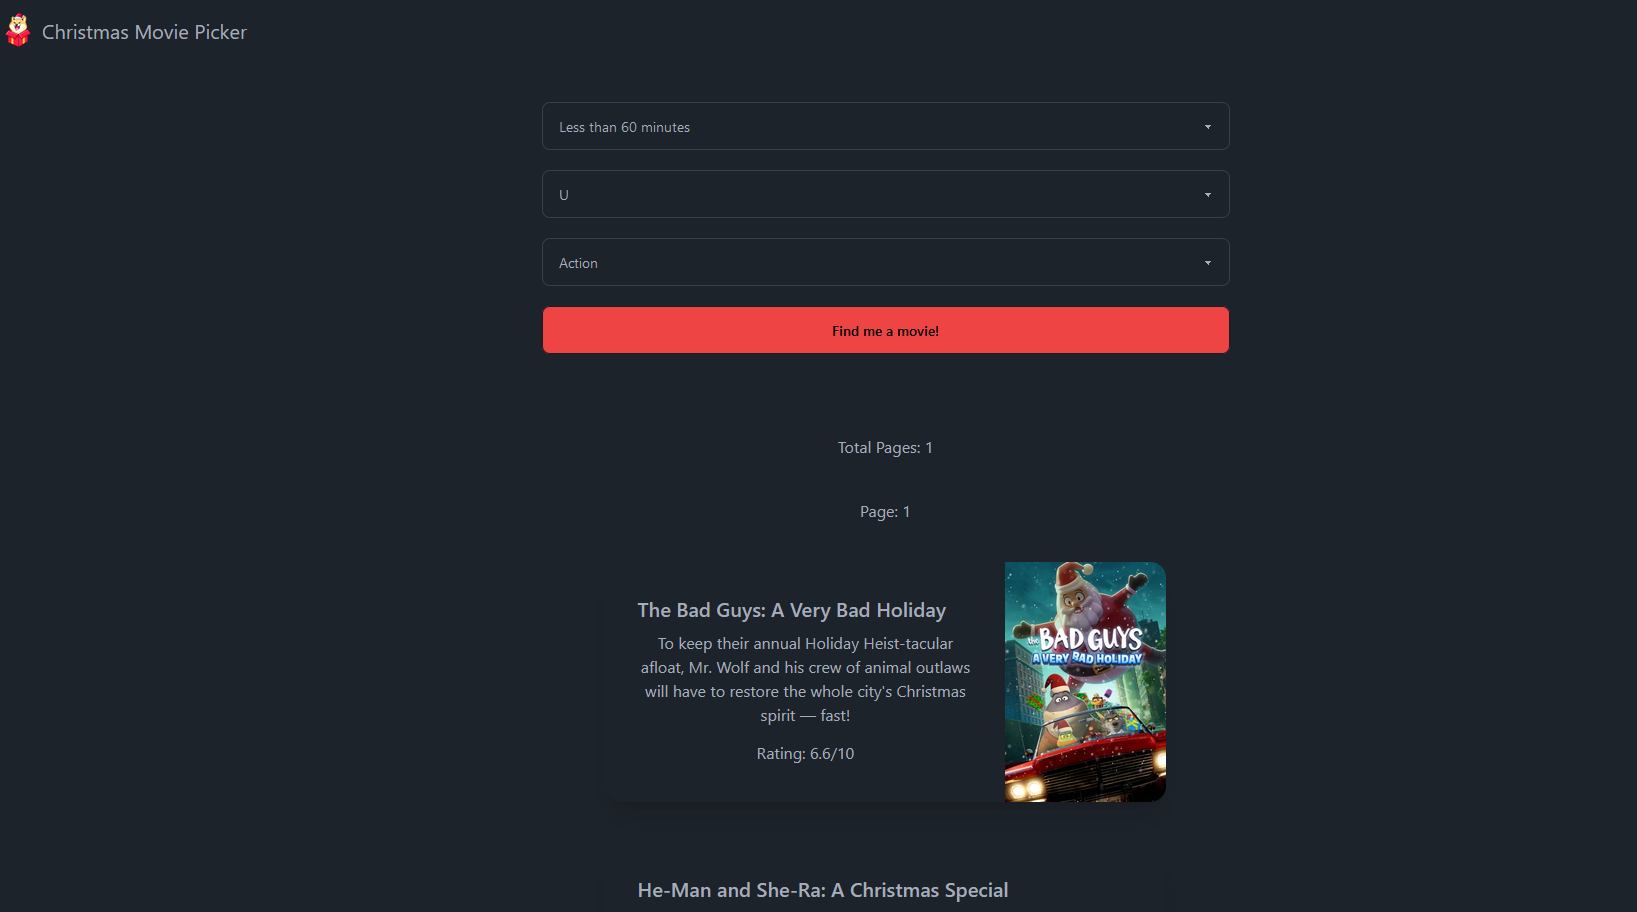 Christmas Movie Picker
Less than 60 minutes
U
Action
Find me a movie!
Total Pages: 1
Page: 1
The Bad Guys: A Very Bad Holiday
To keep their annual Holiday Heist-tacular
afloat, Mr. Wolf and his crew of animal outlaws
will have to restore the whole city's Christmas
spirit — fast!
Rating: 6.6/10
the BAD GUYS
A VERY BAD HOLIDAY
He-Man and She-Ra: A Christmas Special